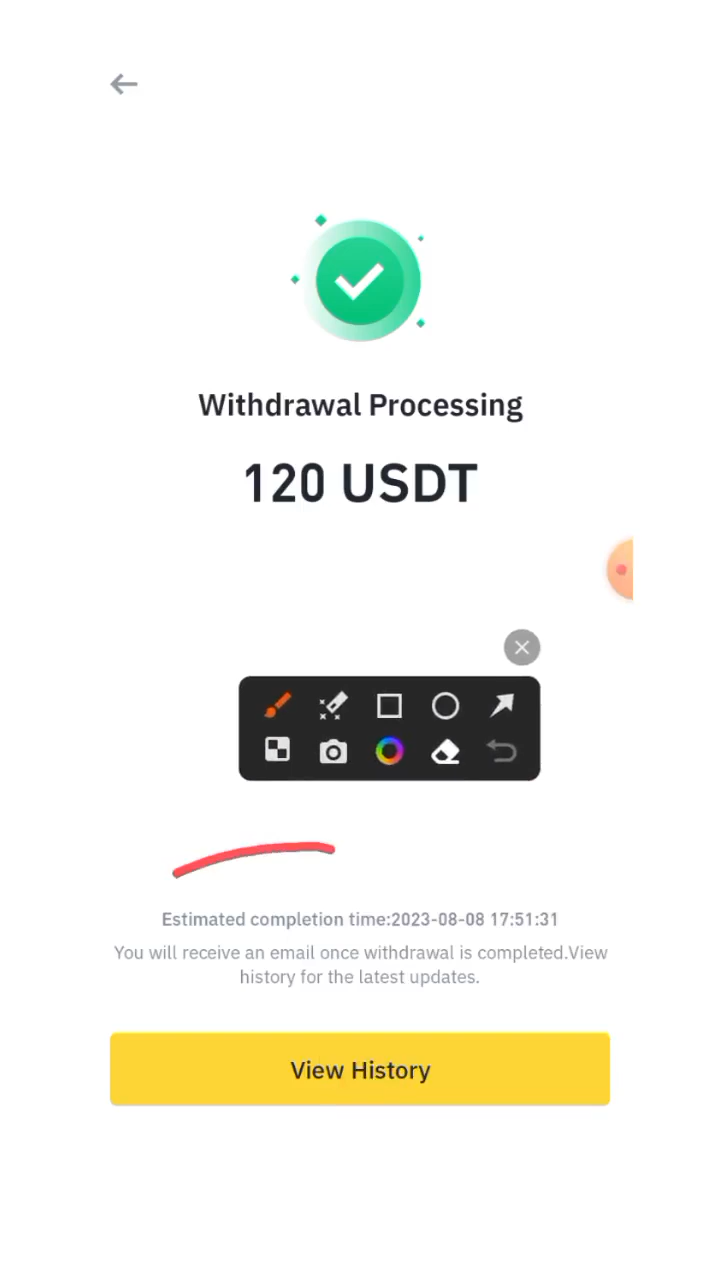 Withdrawal Processing
120 USDT
Estimated completion time:2023-08-08 17:51:31
You will receive an email once withdrawal is completed.View
history for the latest updates.
View History